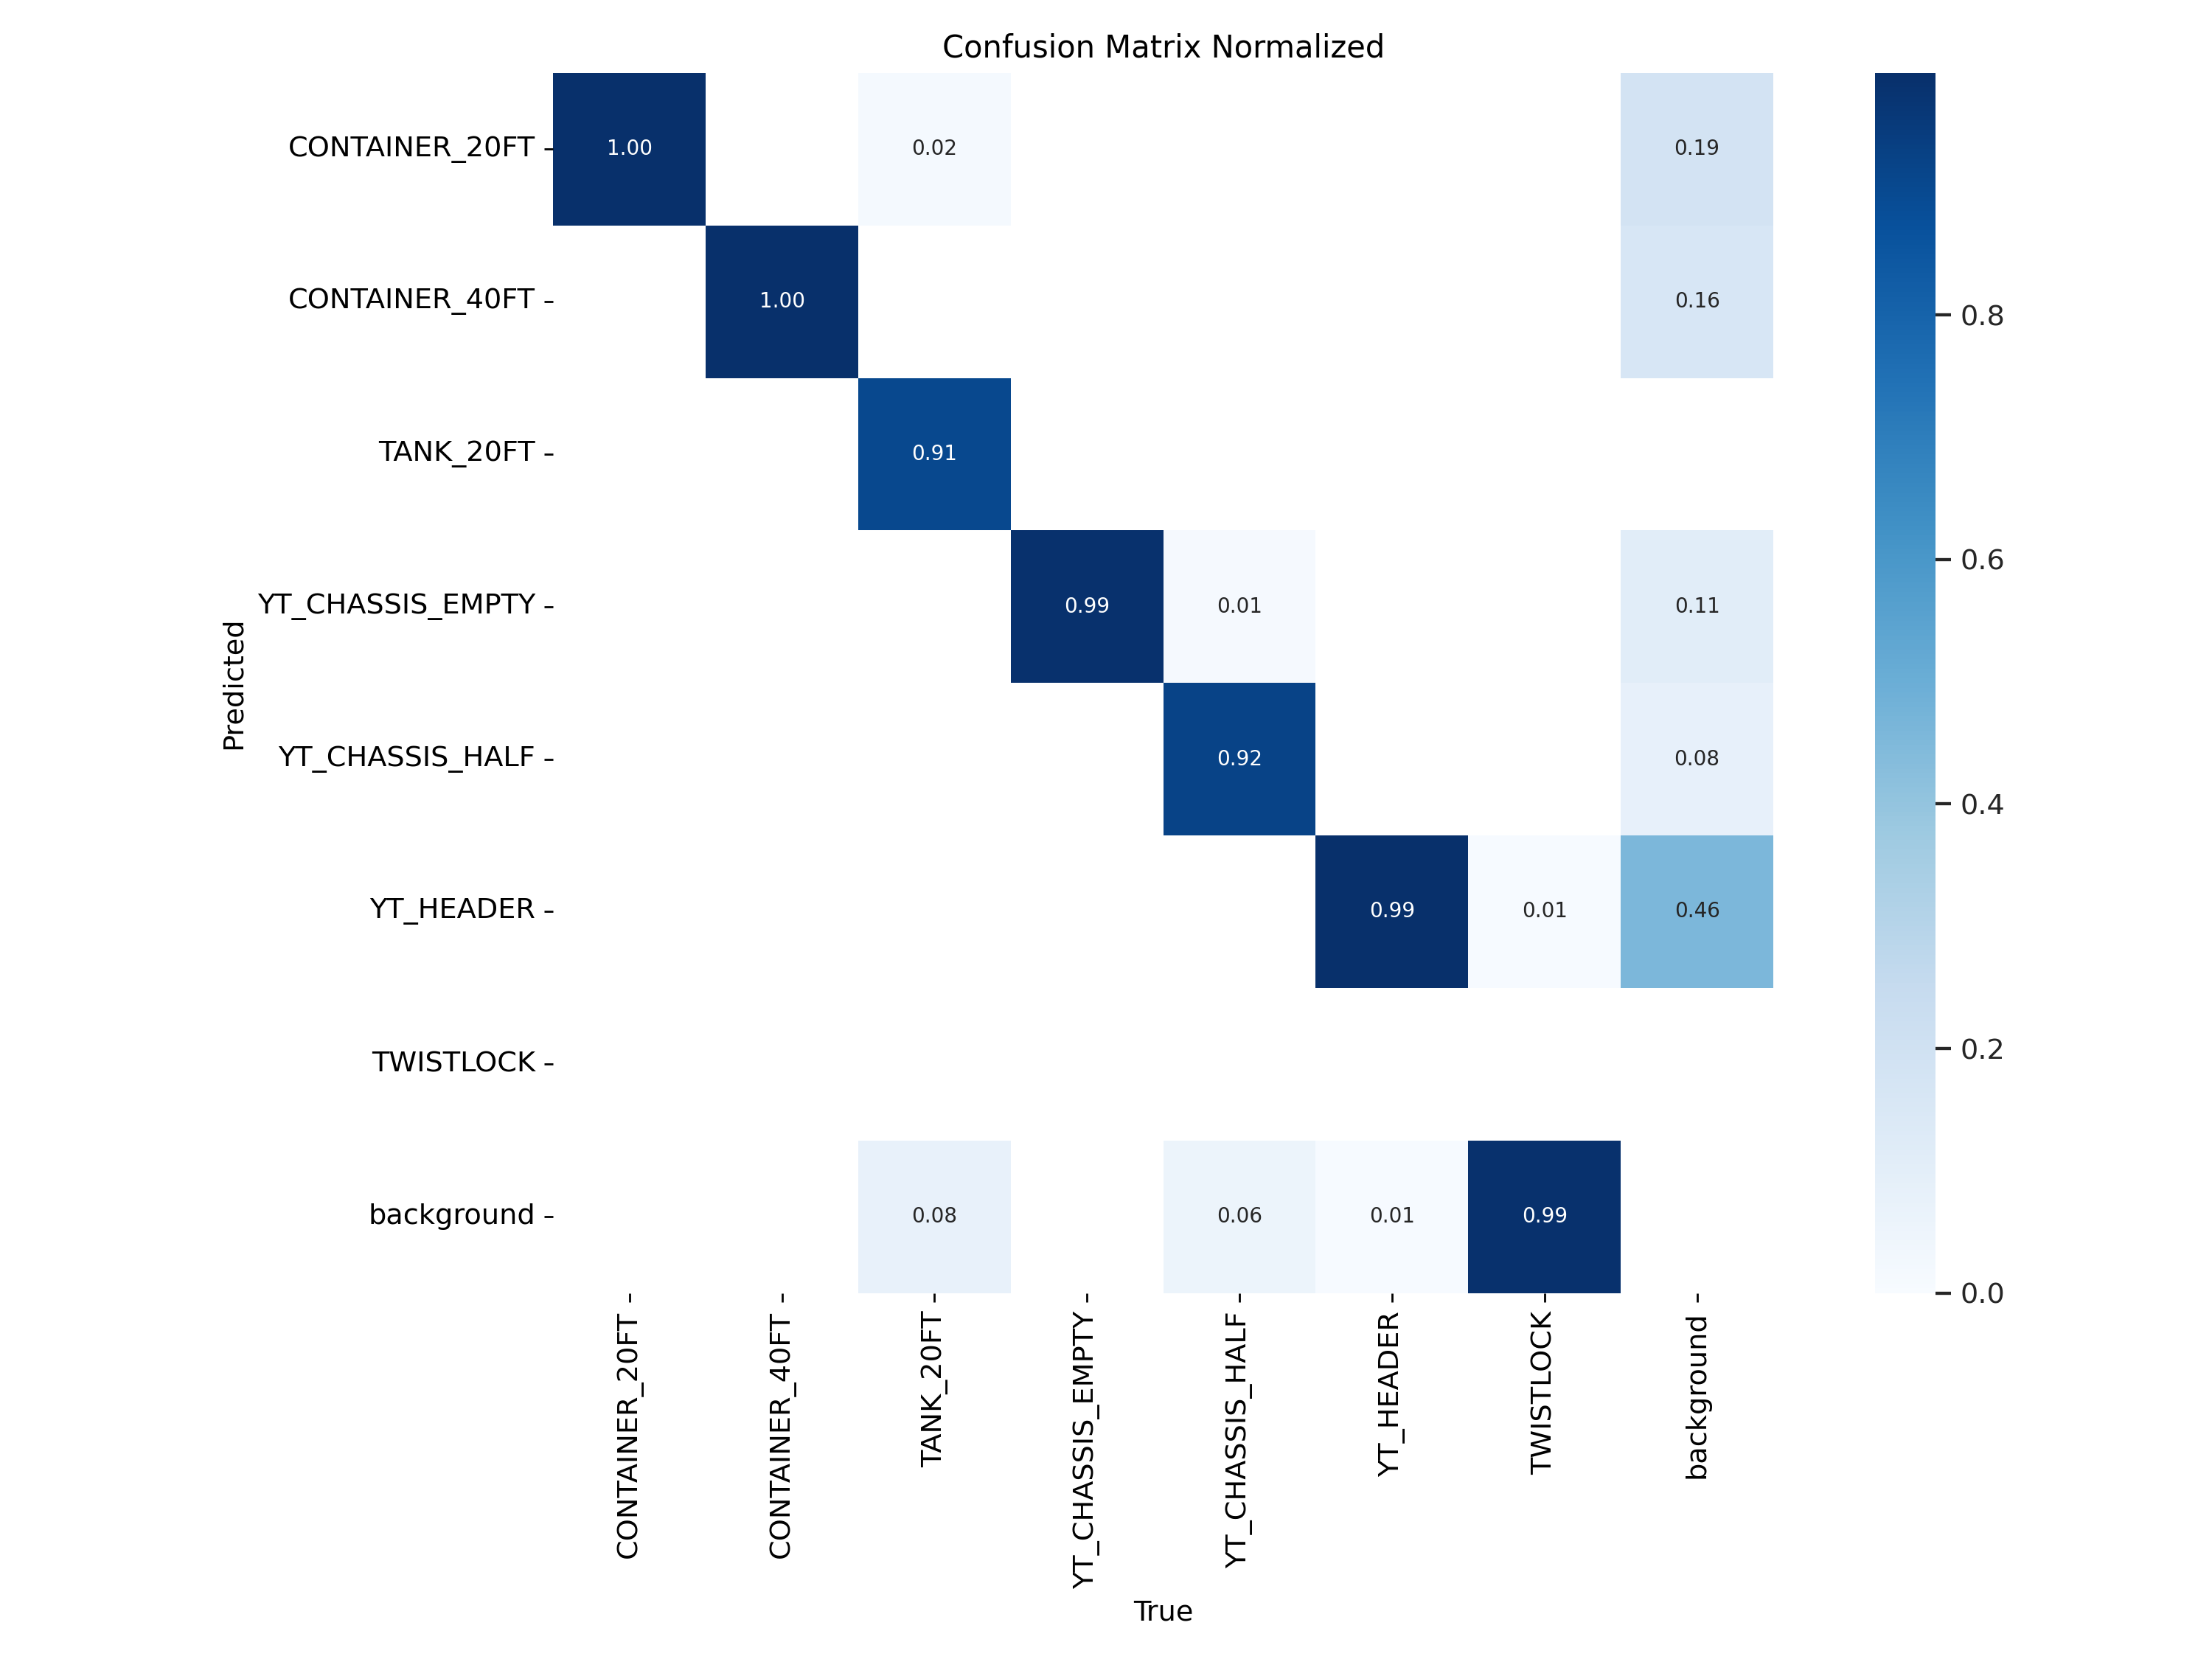 Confusion Matrix Normalized
CONTAINER_20FT
1.00
0.02
0.19
CONTAINER_40FT
1.00
0.16
TANK_20FT
0.91
YT_CHASSIS_EMPTY
0.99
0.01
0.11
YT_CHASSIS_HALF
0.92
0.08
YT_HEADER
0.99
0.01
0.46
TWISTLOCK
background
0.08
0.06
0.01
0.99
Predicted
CONTAINER_20FT
CONTAINER_40FT
TANK_20FT
YT_CHASSIS_EMPTY
YT_CHASSIS_HALF
YT_HEADER
TWISTLOCK
background
True
0.8
0.6
0.4
0.2
0.0